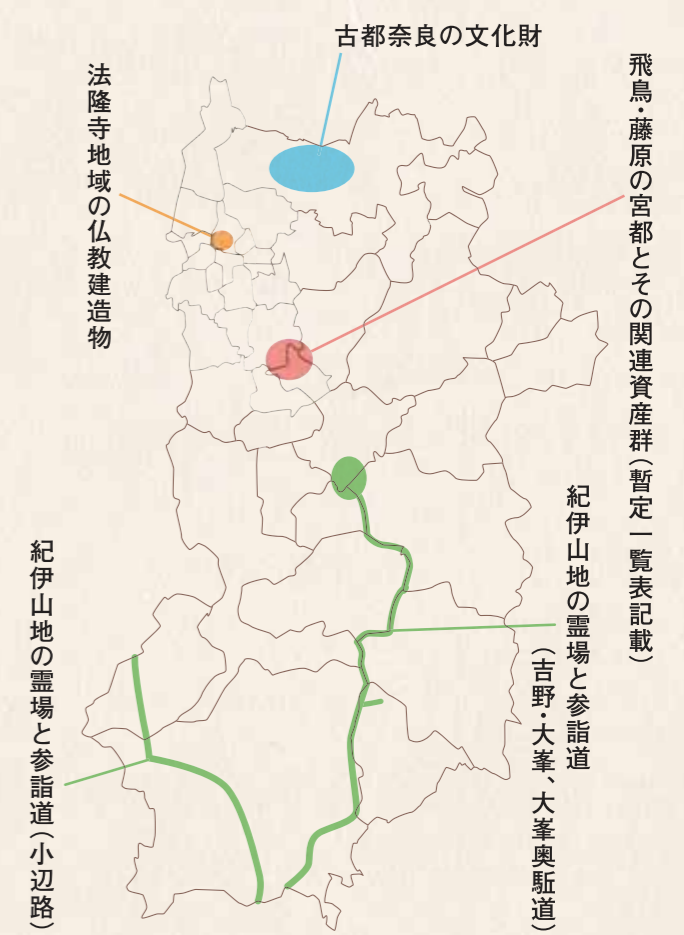 古都奈良の文化財
飛鳥・藤原の宮都とその関連資産群(暫定一覧表記載)
法隆寺地域の仏教建造物
紀伊山地の霊場と参詣道
(吉野・大峯、大峯奥駈道)
紀伊山地の霊場と参詣道(小辺路)